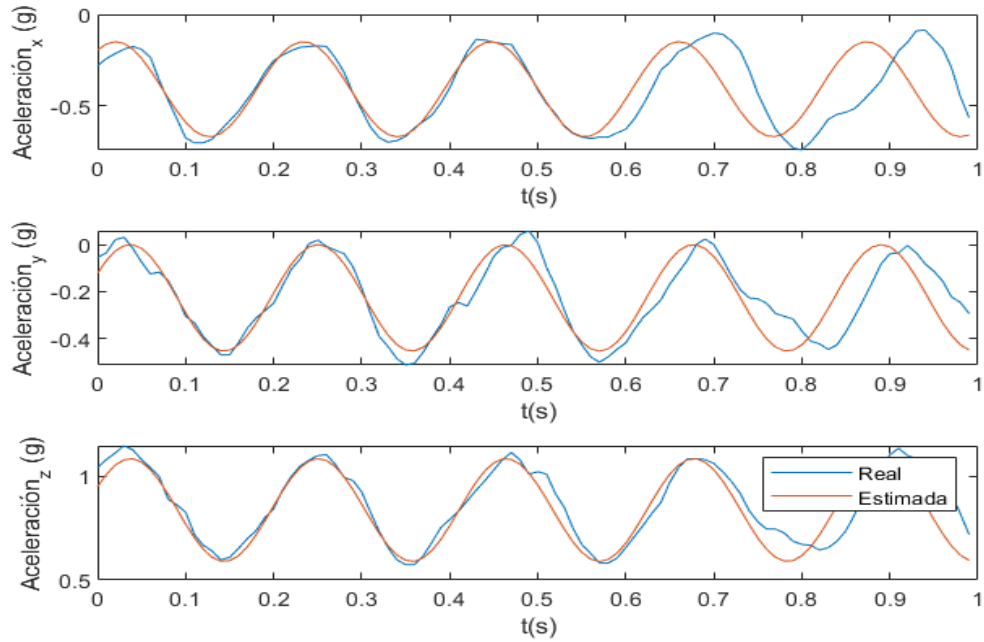 Aceleración_x (g)
0
-0.5
0 0.1 0.2 0.3 0.4 0.5 0.6 0.7 0.8 0.9 1
t(s)
Aceleración_y (g)
0
-0.2
-0.4
0 0.1 0.2 0.3 0.4 0.5 0.6 0.7 0.8 0.9 1
t(s)
Aceleración_z (g)
1
0.5
Real
Estimada
0 0.1 0.2 0.3 0.4 0.5 0.6 0.7 0.8 0.9 1
t(s)